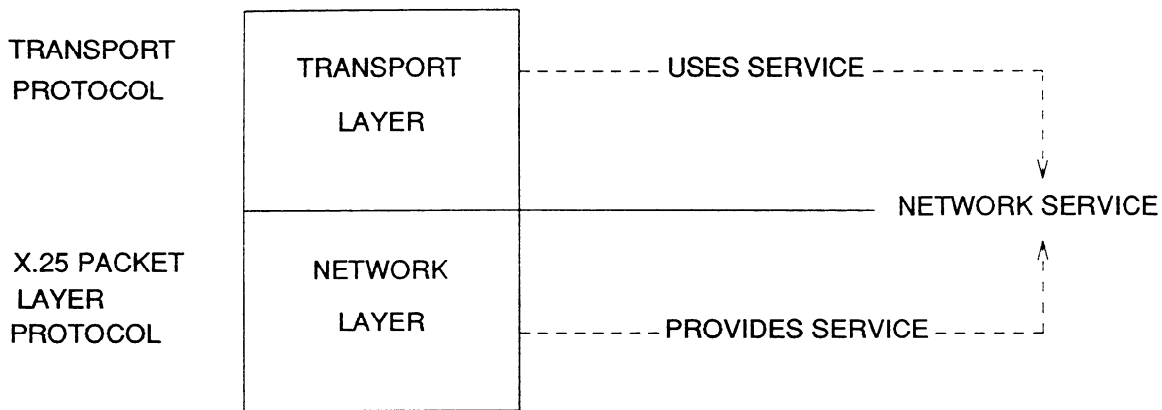 TRANSPORT
PROTOCOL
TRANSPORT
LAYER
USES SERVICE
NETWORK SERVICE
X.25 PACKET
LAYER
PROTOCOL
NETWORK
LAYER
PROVIDES SERVICE